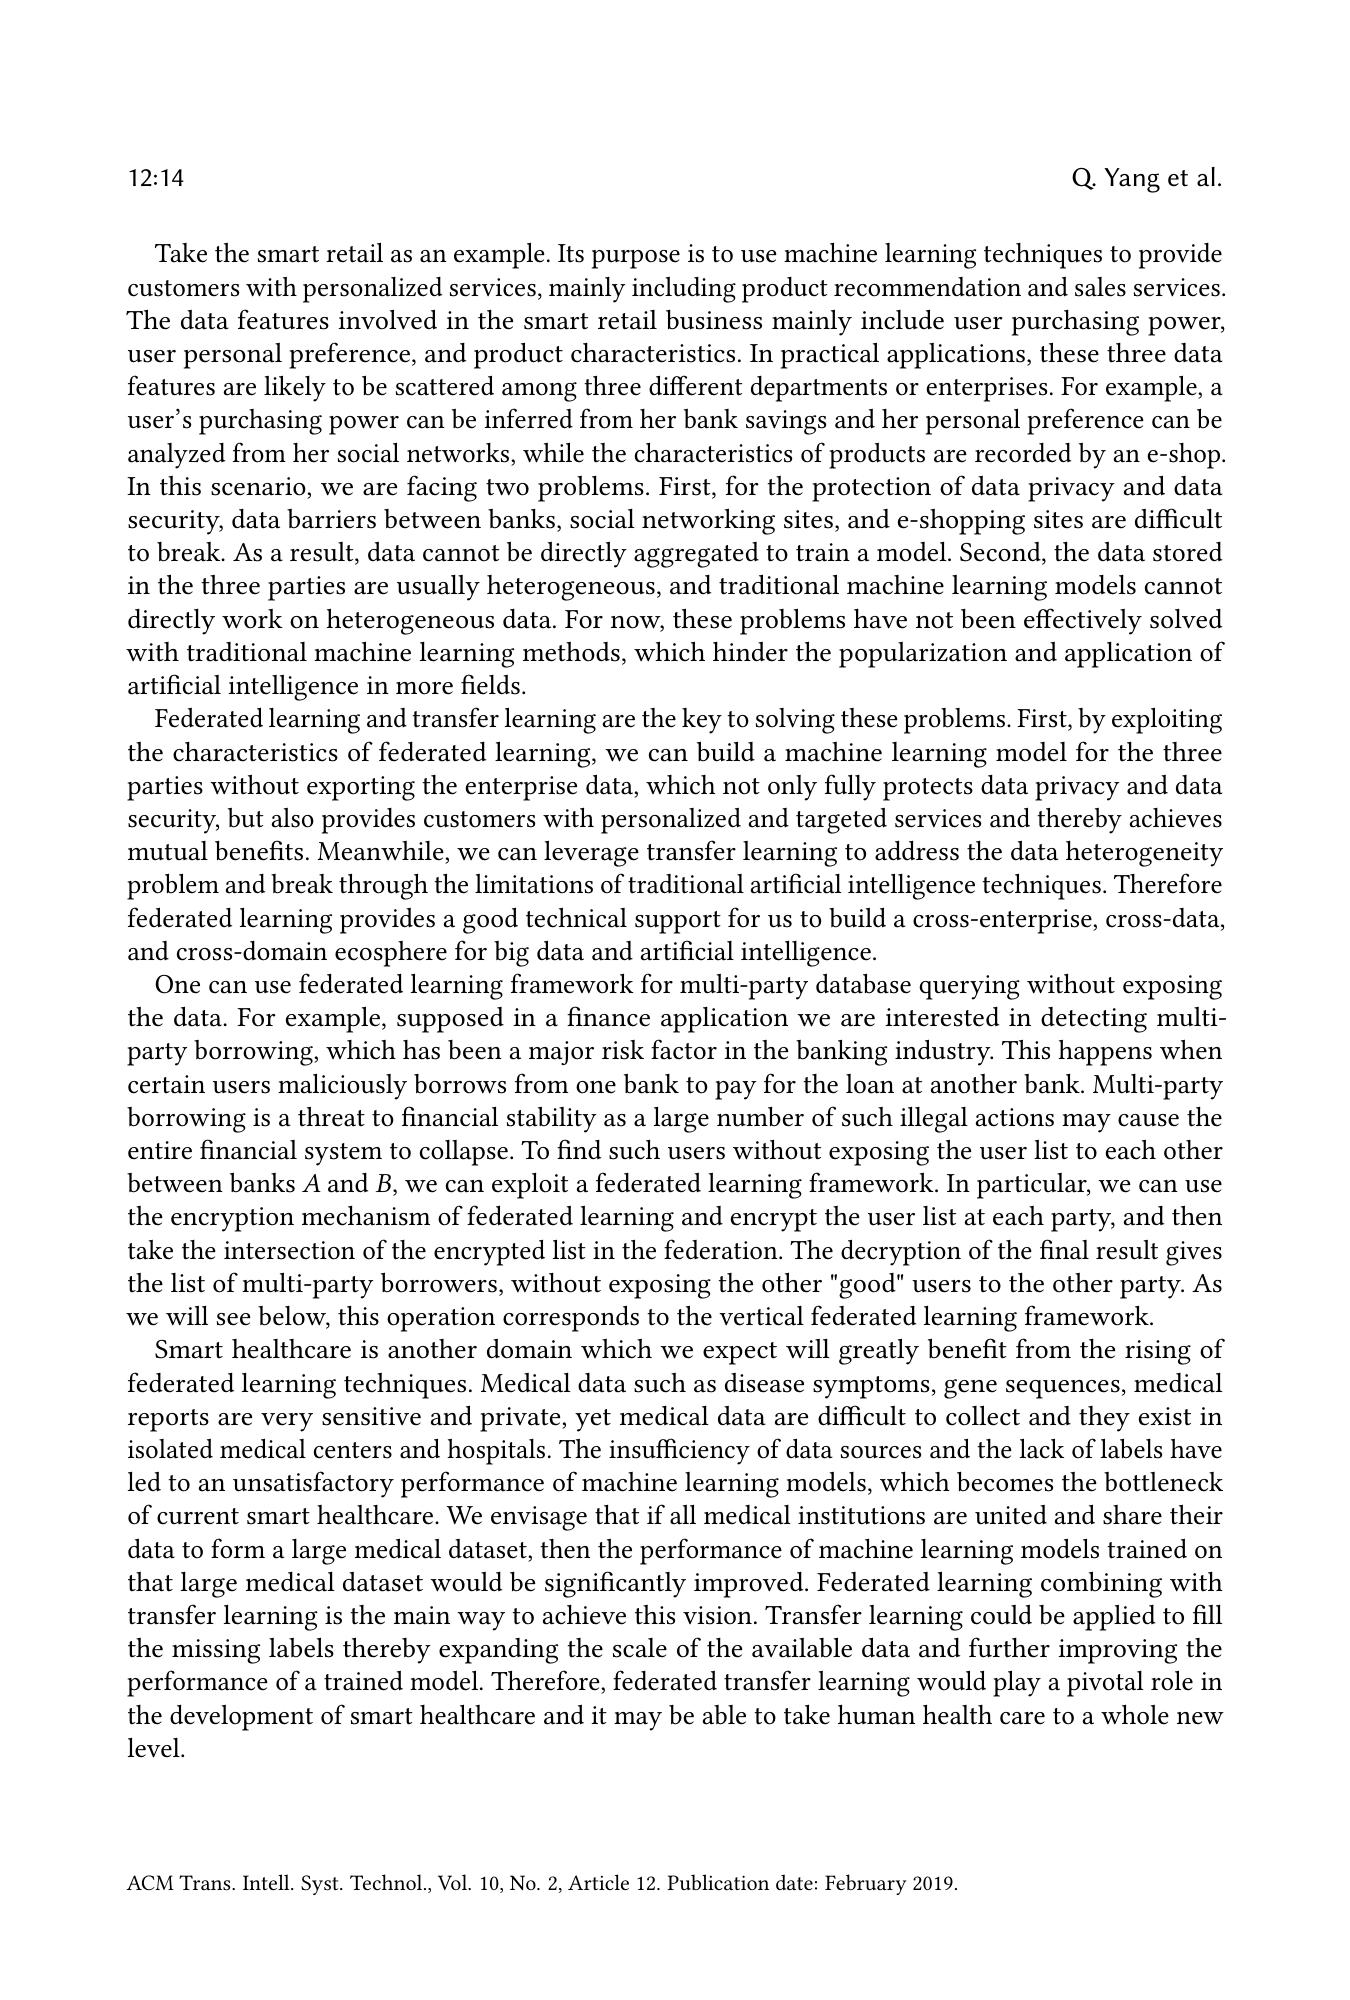 12:14 Q. Yang et al.
Take the smart retail as an example. Its purpose is to use machine learning techniques to provide
customers with personalized services, mainly including product recommendation and sales services.
The data features involved in the smart retail business mainly include user purchasing power,
user personal preference, and product characteristics. In practical applications, these three data
features are likely to be scattered among three different departments or enterprises. For example, a
user's purchasing power can be inferred from her bank savings and her personal preference can be
analyzed from her social networks, while the characteristics of products are recorded by an e-shop.
In this scenario, we are facing two problems. First, for the protection of data privacy and data
security, data barriers between banks, social networking sites, and e-shopping sites are difficult
to break. As a result, data cannot be directly aggregated to train a model. Second, the data stored
in the three parties are usually heterogeneous, and traditional machine learning models cannot
directly work on heterogeneous data. For now, these problems have not been effectively solved
with traditional machine learning methods, which hinder the popularization and application of
artificial intelligence in more fields.
Federated learning and transfer learning are the key to solving these problems. First, by exploiting
the characteristics of federated learning, we can build a machine learning model for the three
parties without exporting the enterprise data, which not only fully protects data privacy and data
security, but also provides customers with personalized and targeted services and thereby achieves
mutual benefits. Meanwhile, we can leverage transfer learning to address the data heterogeneity
problem and break through the limitations of traditional artificial intelligence techniques. Therefore
federated learning provides a good technical support for us to build a cross-enterprise, cross-data,
and cross-domain ecosphere for big data and artificial intelligence.
One can use federated learning framework for multi-party database querying without exposing
the data. For example, supposed in a finance application we are interested in detecting multi-
party borrowing, which has been a major risk factor in the banking industry. This happens when
certain users maliciously borrows from one bank to pay for the loan at another bank. Multi-party
borrowing is a threat to financial stability as a large number of such illegal actions may cause the
entire financial system to collapse. To find such users without exposing the user list to each other
between banks A and B, we can exploit a federated learning framework. In particular, we can use
the encryption mechanism of federated learning and encrypt the user list at each party, and then
take the intersection of the encrypted list in the federation. The decryption of the final result gives
the list of multi-party borrowers, without exposing the other "good" users to the other party. As
we will see below, this operation corresponds to the vertical federated learning framework.
Smart healthcare is another domain which we expect will greatly benefit from the rising of
federated learning techniques. Medical data such as disease symptoms, gene sequences, medical
reports are very sensitive and private, yet medical data are difficult to collect and they exist in
isolated medical centers and hospitals. The insufficiency of data sources and the lack of labels have
led to an unsatisfactory performance of machine learning models, which becomes the bottleneck
of current smart healthcare. We envisage that if all medical institutions are united and share their
data to form a large medical dataset, then the performance of machine learning models trained on
that large medical dataset would be significantly improved. Federated learning combining with
transfer learning is the main way to achieve this vision. Transfer learning could be applied to fill
the missing labels thereby expanding the scale of the available data and further improving the
performance of a trained model. Therefore, federated transfer learning would play a pivotal role in
the development of smart healthcare and it may be able to take human health care to a whole new
level.
ACM Trans. Intell. Syst. Technol., Vol. 10, No. 2, Article 12. Publication date: February 2019.